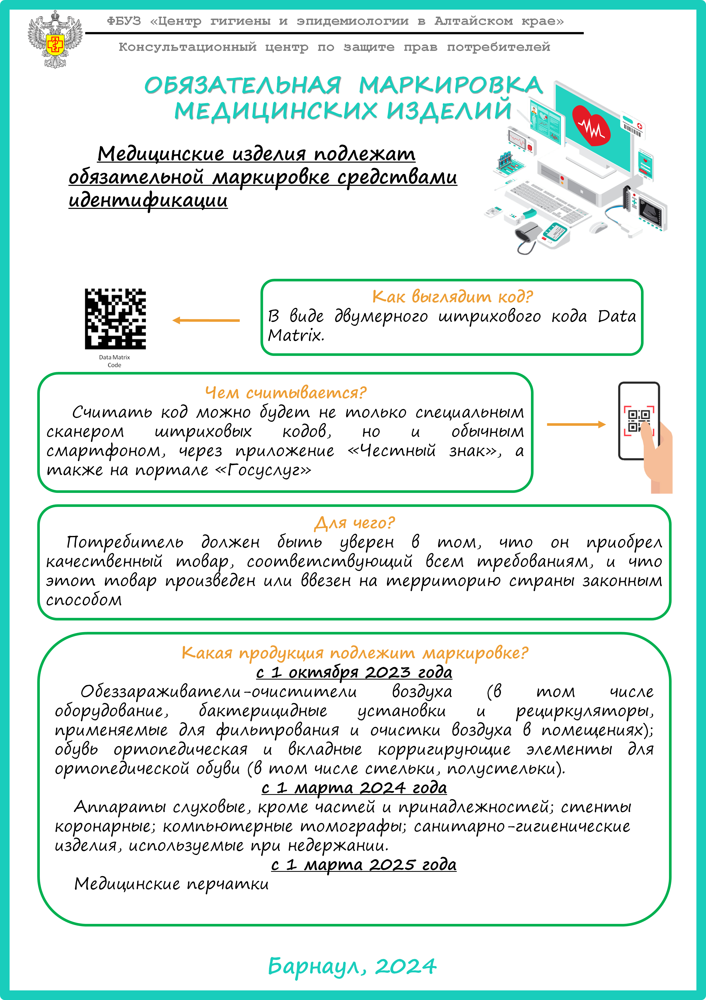 ФБУЗ «Центр гигиены и эпидемиологии в Алтайском крае»
Консультационный центр по защите прав потребителей
ОБЯЗАТЕЛЬНАЯ МАРКИРОВКА
МЕДИЦИНСКИХ ИЗДЕЛИЙ
Медицинские изделия подлежат
обязательной маркировке средствами
идентификации
Как выглядит код?
В виде двумерного штрихового кода Data
Matrix.
Data Matrix
Code
Чем считывается?
Считать код можно будет не только специальным
сканером штриховых кодов, но и обычным
смартфоном, через приложение «Честный знак», а
также на портале «Госуслуг»
Для чего?
Потребитель должен быть уверен в том, что он приобрел
качественный товар, соответствующий всем требованиям, и что
этот товар произведен или ввезен на территорию страны законным
способом
Какая продукция подлежит маркировке?
с 1 октября 2023 года
Обеззараживатели-очистители воздуха (в том числе
оборудование, бактерицидные установки и рециркуляторы,
применяемые для фильтрования и очистки воздуха в помещениях);
обувь ортопедическая и вкладные корригирующие элементы для
ортопедической обуви (в том числе стельки, полустельки).
с 1 марта 2024 года
Аппараты слуховые, кроме частей и принадлежностей; стенты
коронарные; компьютерные томографы; санитарно-гигиенические
изделия, используемые при недержании.
с 1 марта 2025 года
Медицинские перчатки
Барнаул, 2024